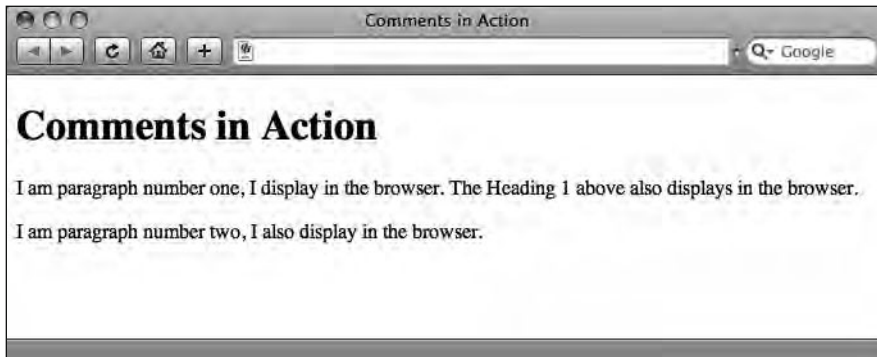 Comments in Action
Google
Comments in Action
I am paragraph number one, I display in the browser. The Heading 1 above also displays in the browser.
I am paragraph number two, I also display in the browser.